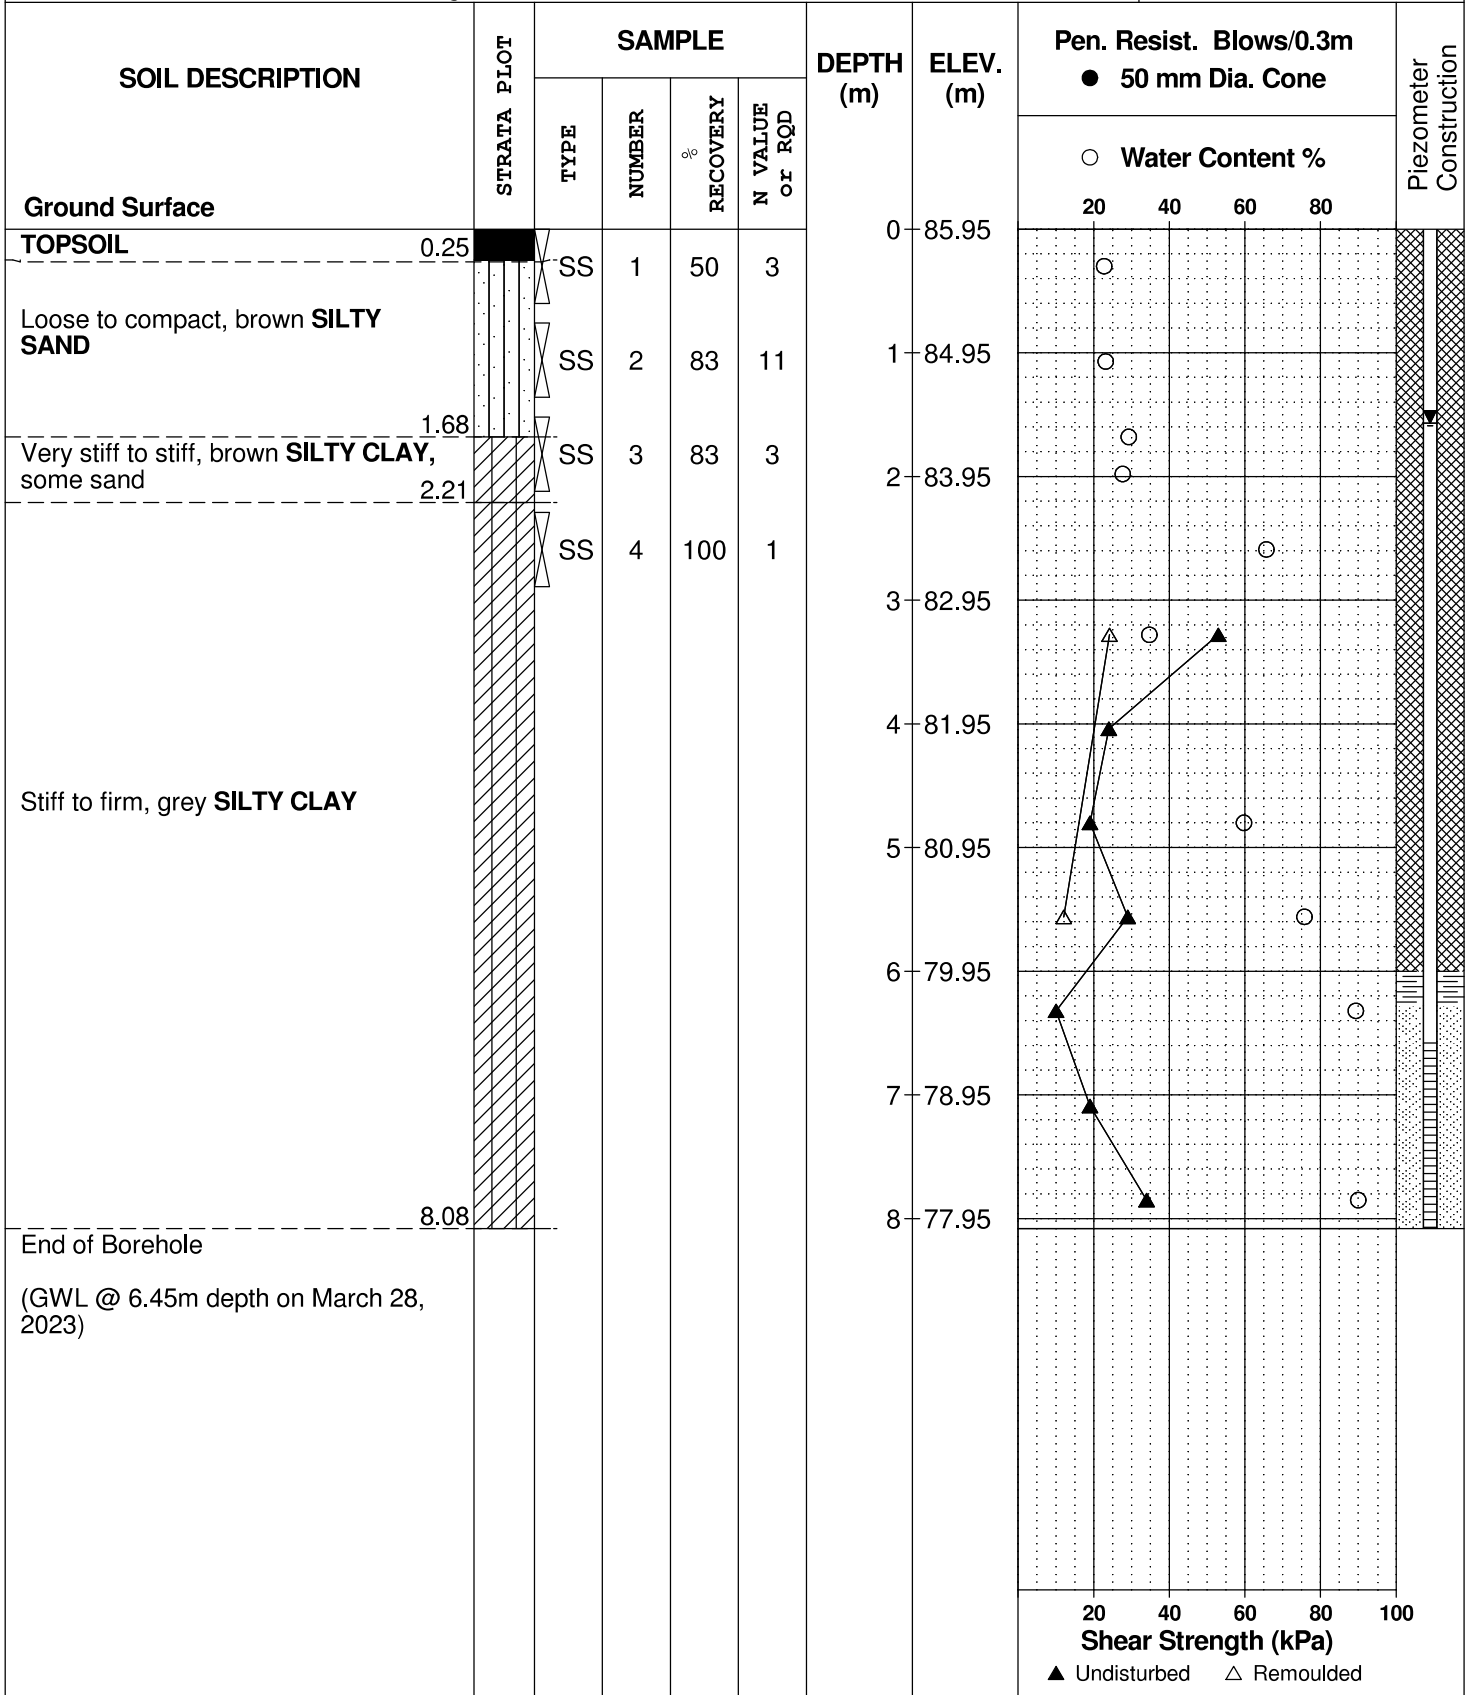 SOIL DESCRIPTION
Ground Surface
STRATA PLOT
SAMPLE
TYPE
NUMBER
% RECOVERY
N VALUE or RQD
DEPTH (m)
ELEV. (m)
Pen. Resist. Blows/0.3m
● 50 mm Dia. Cone
○ Water Content %
20 40 60 80
Piezometer Construction
TOPSOIL 0.25
Loose to compact, brown SILTY
SAND
1.68
Very stiff to stiff, brown SILTY CLAY,
some sand
2.21
Stiff to firm, grey SILTY CLAY
8.08
End of Borehole
(GWL @ 6.45m depth on March 28,
2023)
SS 1 50 3
SS 2 83 11
SS 3 83 3
SS 4 100 1
0 85.95
1 84.95
2 83.95
3 82.95
4 81.95
5 80.95
6 79.95
7 78.95
8 77.95
20 40 60 80 100
Shear Strength (kPa)
▲ Undisturbed △ Remoulded